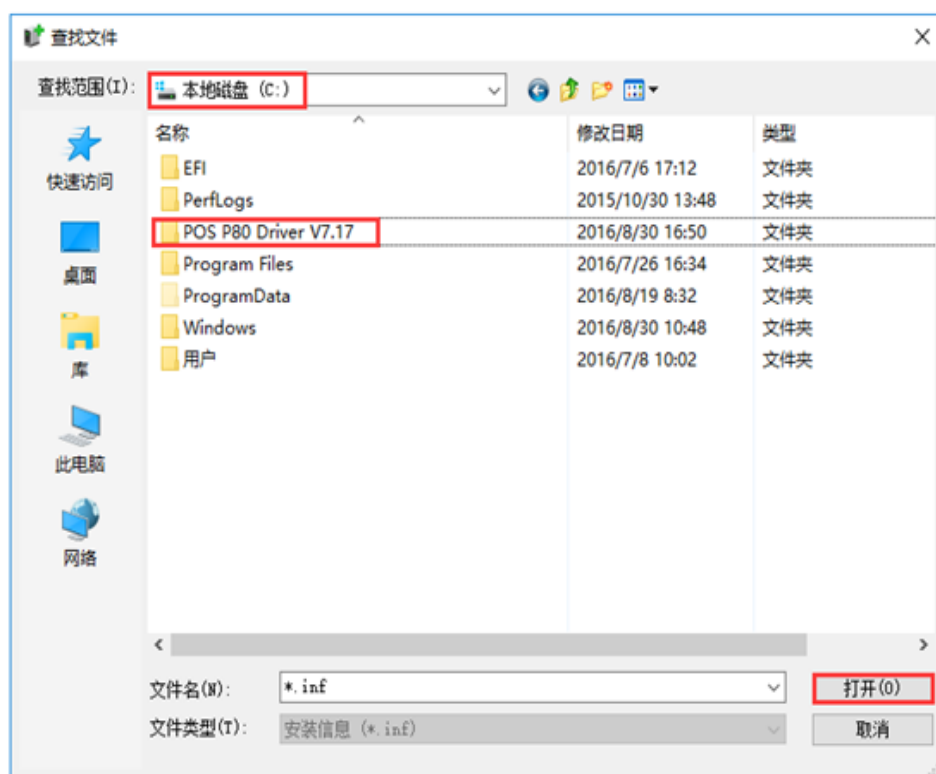 查找文件
查找范围(I): 本地磁盘 (C:)
名称 修改日期 类型
快速访问
桌面
库
此电脑
网络
EFI 2016/7/6 17:12 文件夹
PerfLogs 2015/10/30 13:48 文件夹
POS P80 Driver V7.17 2016/8/30 16:50 文件夹
Program Files 2016/7/26 16:34 文件夹
ProgramData 2016/8/19 8:32 文件夹
Windows 2016/8/30 10:48 文件夹
用户 2016/7/8 10:02 文件夹
文件名(N): *.inf 打开(O)
文件类型(T): 安装信息 (*.inf) 取消